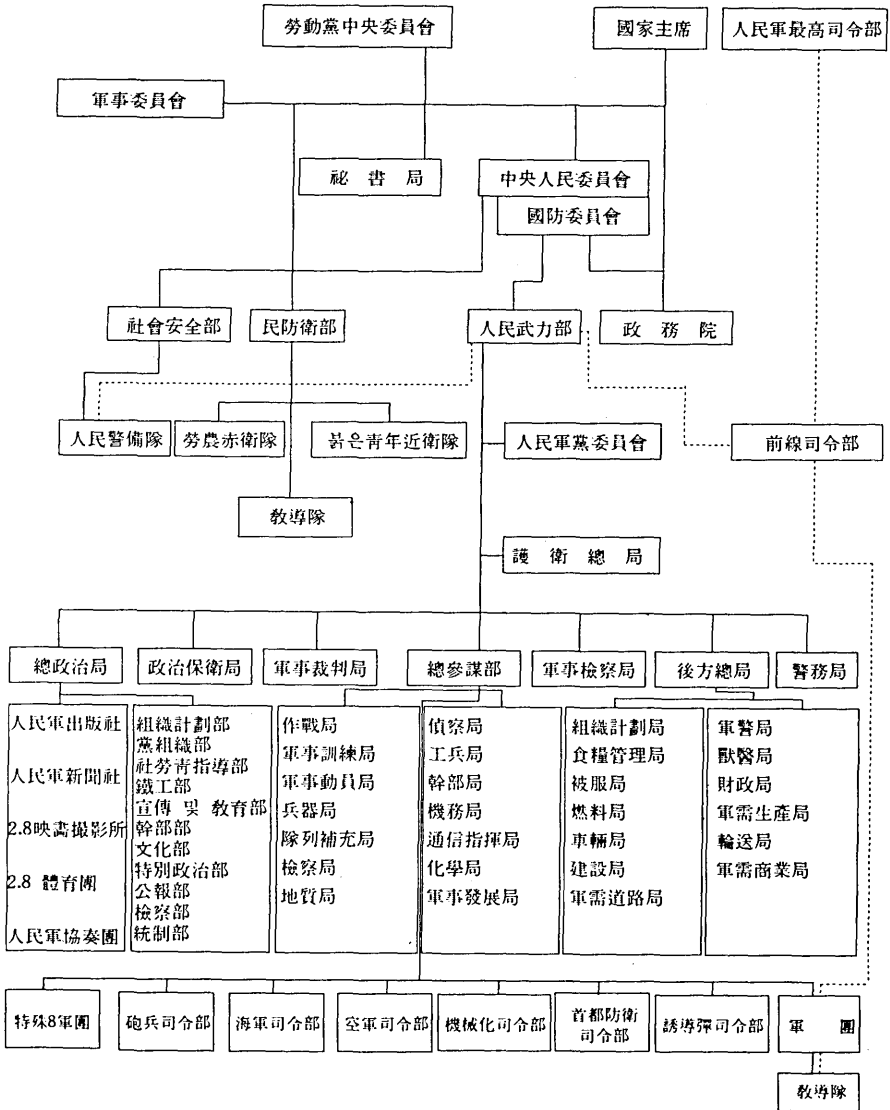 勞動黨中央委員會
國家主席
人民軍最高司令部
軍事委員會
祕書局
中央人民委員會
國防委員會
社會安全部
民防衛部
人民武力部
政務院
人民警備隊
勞農赤衛隊
붉은靑年近衛隊
人民軍黨委員會
前線司令部
敎導隊
護衛總局
總政治局
政治保衛局
軍事裁判局
總參謀部
軍事檢察局
後方總局
警務局
人民軍出版社
人民軍新聞社
2.8映畵撮影所
2.8 體育團
人民軍協奏團
組織計劃部
黨組織部
社勞靑指導部
鐵工部
宣傳 및 敎育部
幹部部
文化部
特別政治部
公報部
檢察部
統制部
作戰局
軍事訓練局
軍事動員局
兵器局
隊列補充局
檢察局
地質局
偵察局
工兵局
幹部局
機務局
通信指揮局
化學局
軍事發展局
組織計劃局
食糧管理局
被服局
燃料局
車輛局
建設局
軍需道路局
軍醫局
獸醫局
財政局
軍需生產局
輪送局
軍需商業局
特殊8軍團
砲兵司令部
海軍司令部
空軍司令部
機械化司令部
首都防衛
司令部
誘導彈司令部
軍團
敎導隊